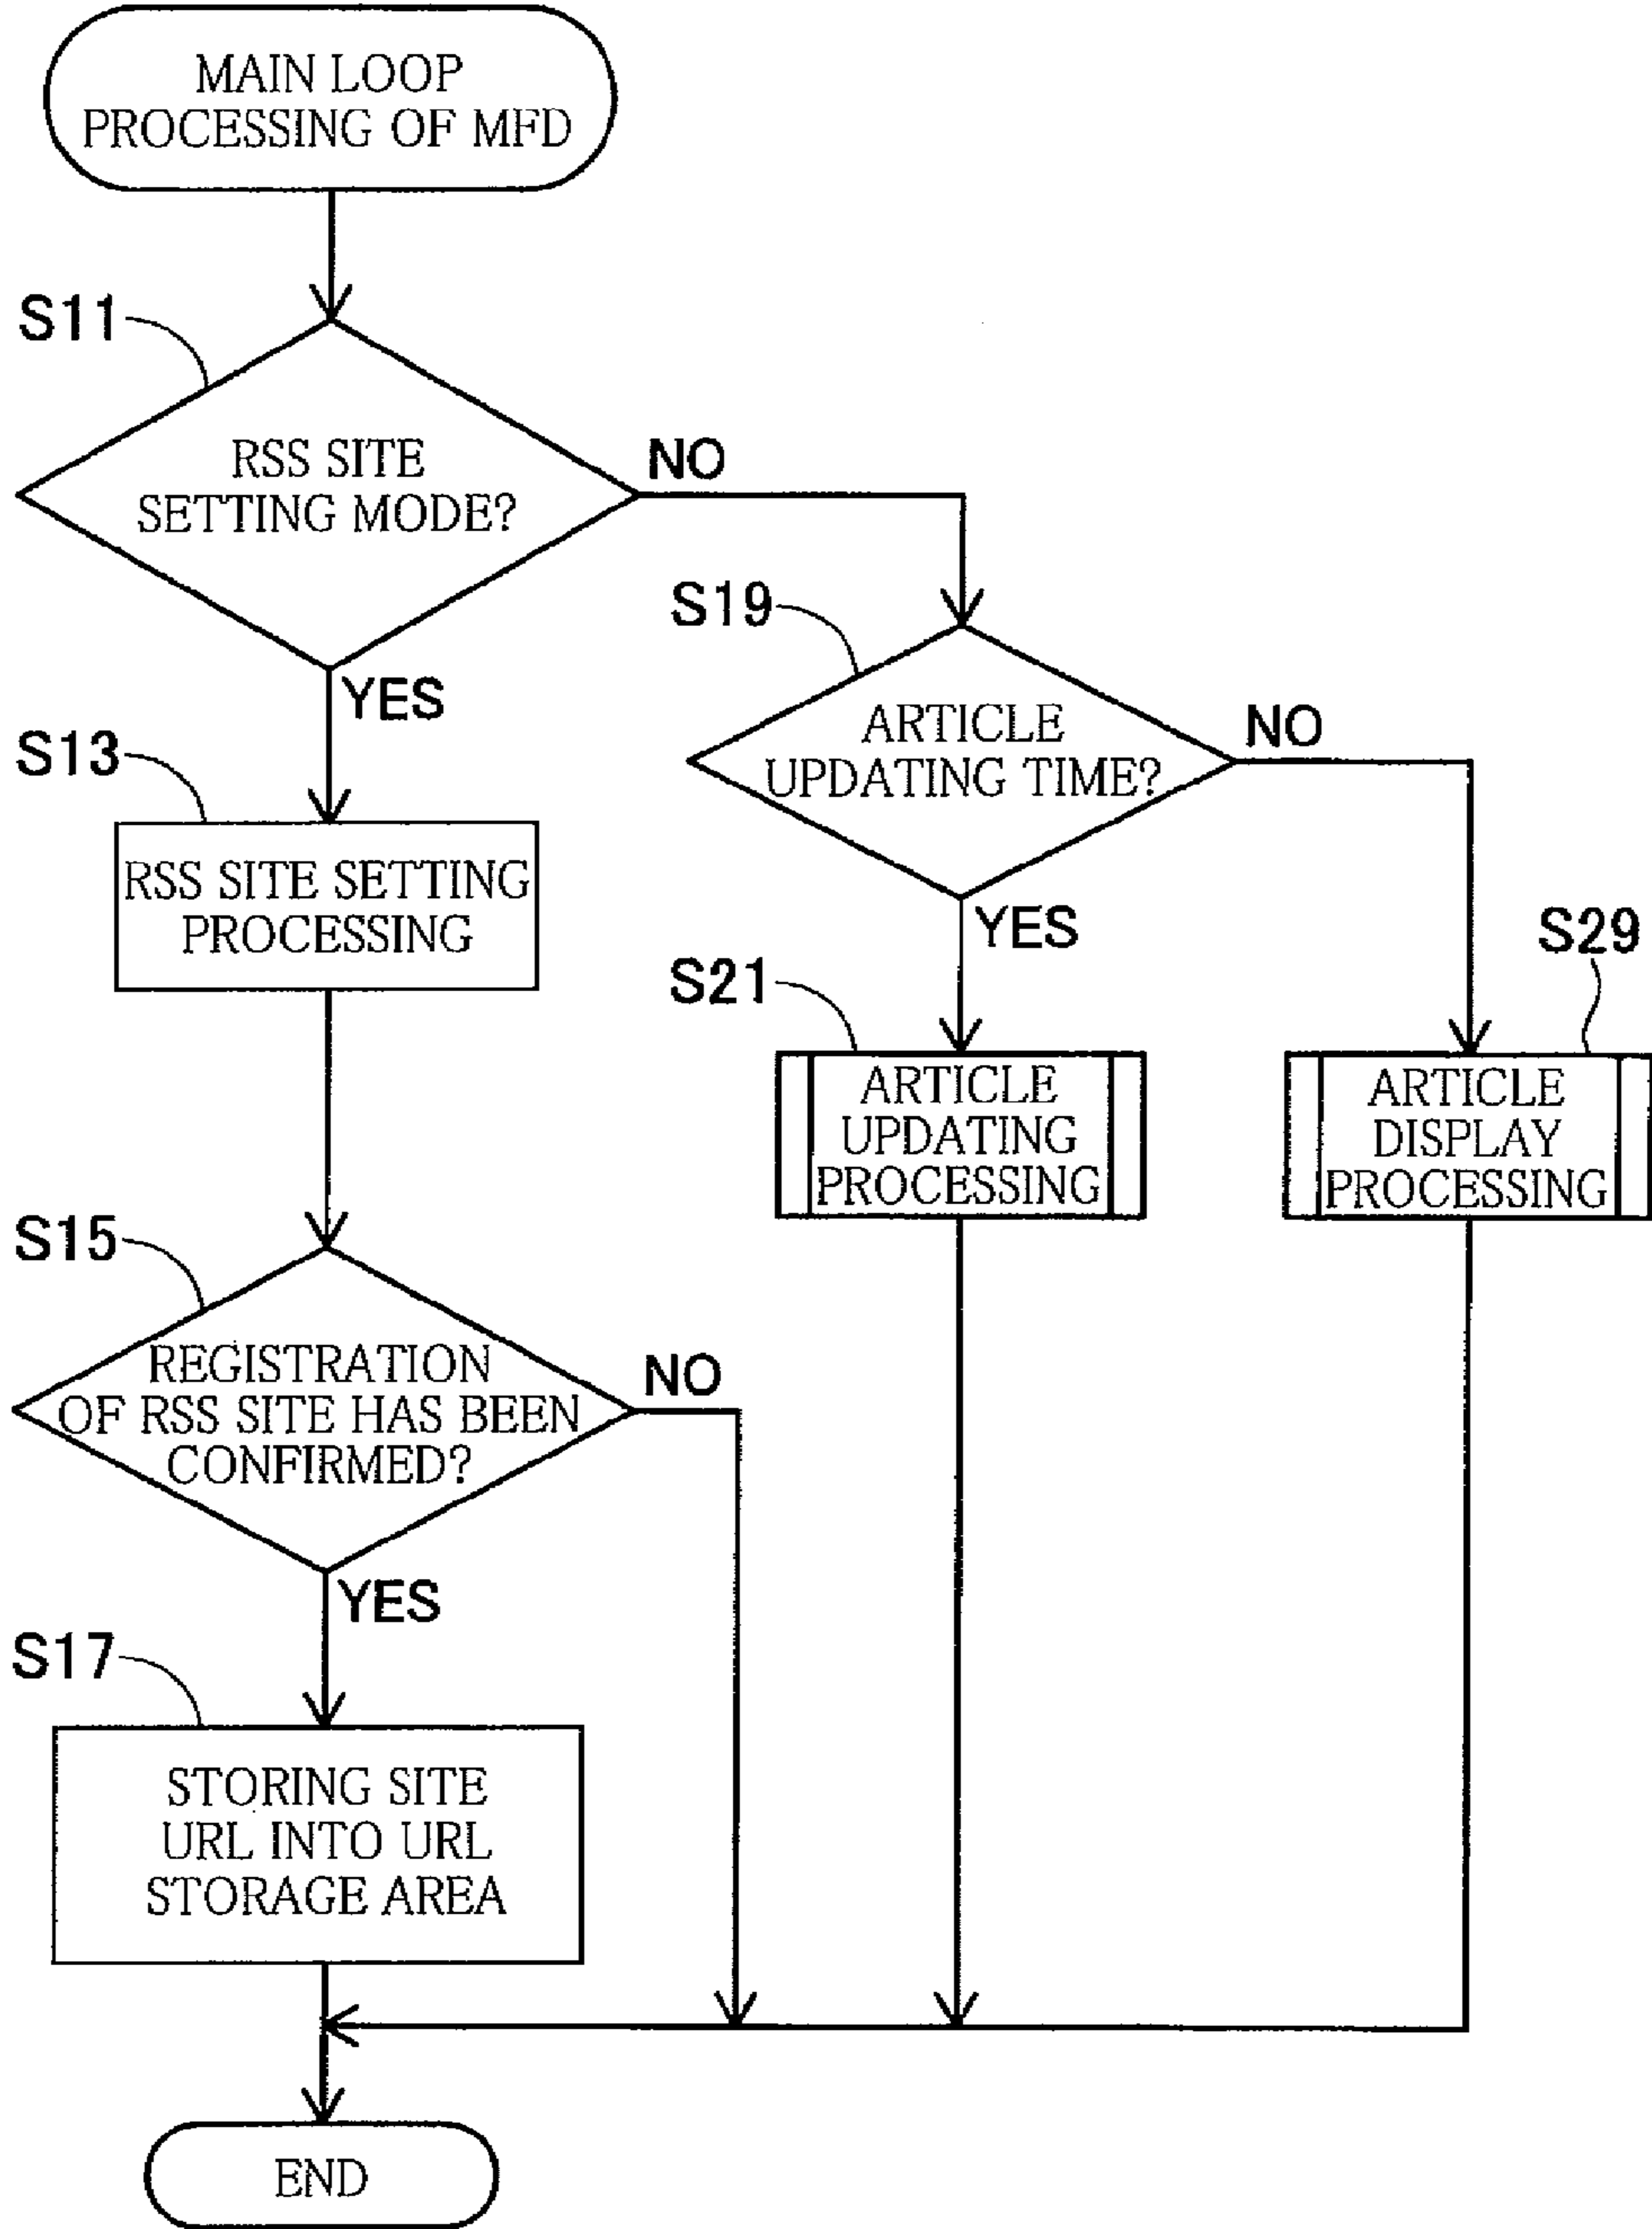 MAIN LOOP
PROCESSING OF MFD
S11
RSS SITE
SETTING MODE?
NO
YES
S19
ARTICLE
UPDATING TIME?
NO
YES
S13
RSS SITE SETTING
PROCESSING
S21
ARTICLE
UPDATING
PROCESSING
S29
ARTICLE
DISPLAY
PROCESSING
S15
REGISTRATION
OF RSS SITE HAS BEEN
CONFIRMED?
NO
YES
S17
STORING SITE
URL INTO URL
STORAGE AREA
END